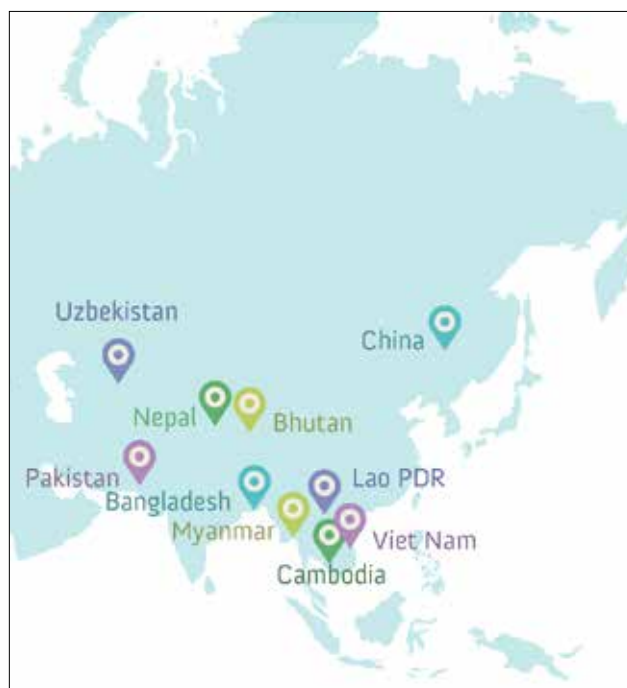 Uzbekistan
China
Nepal
Bhutan
Pakistan
Lao PDR
Bangladesh
Myanmar
Viet Nam
Cambodia